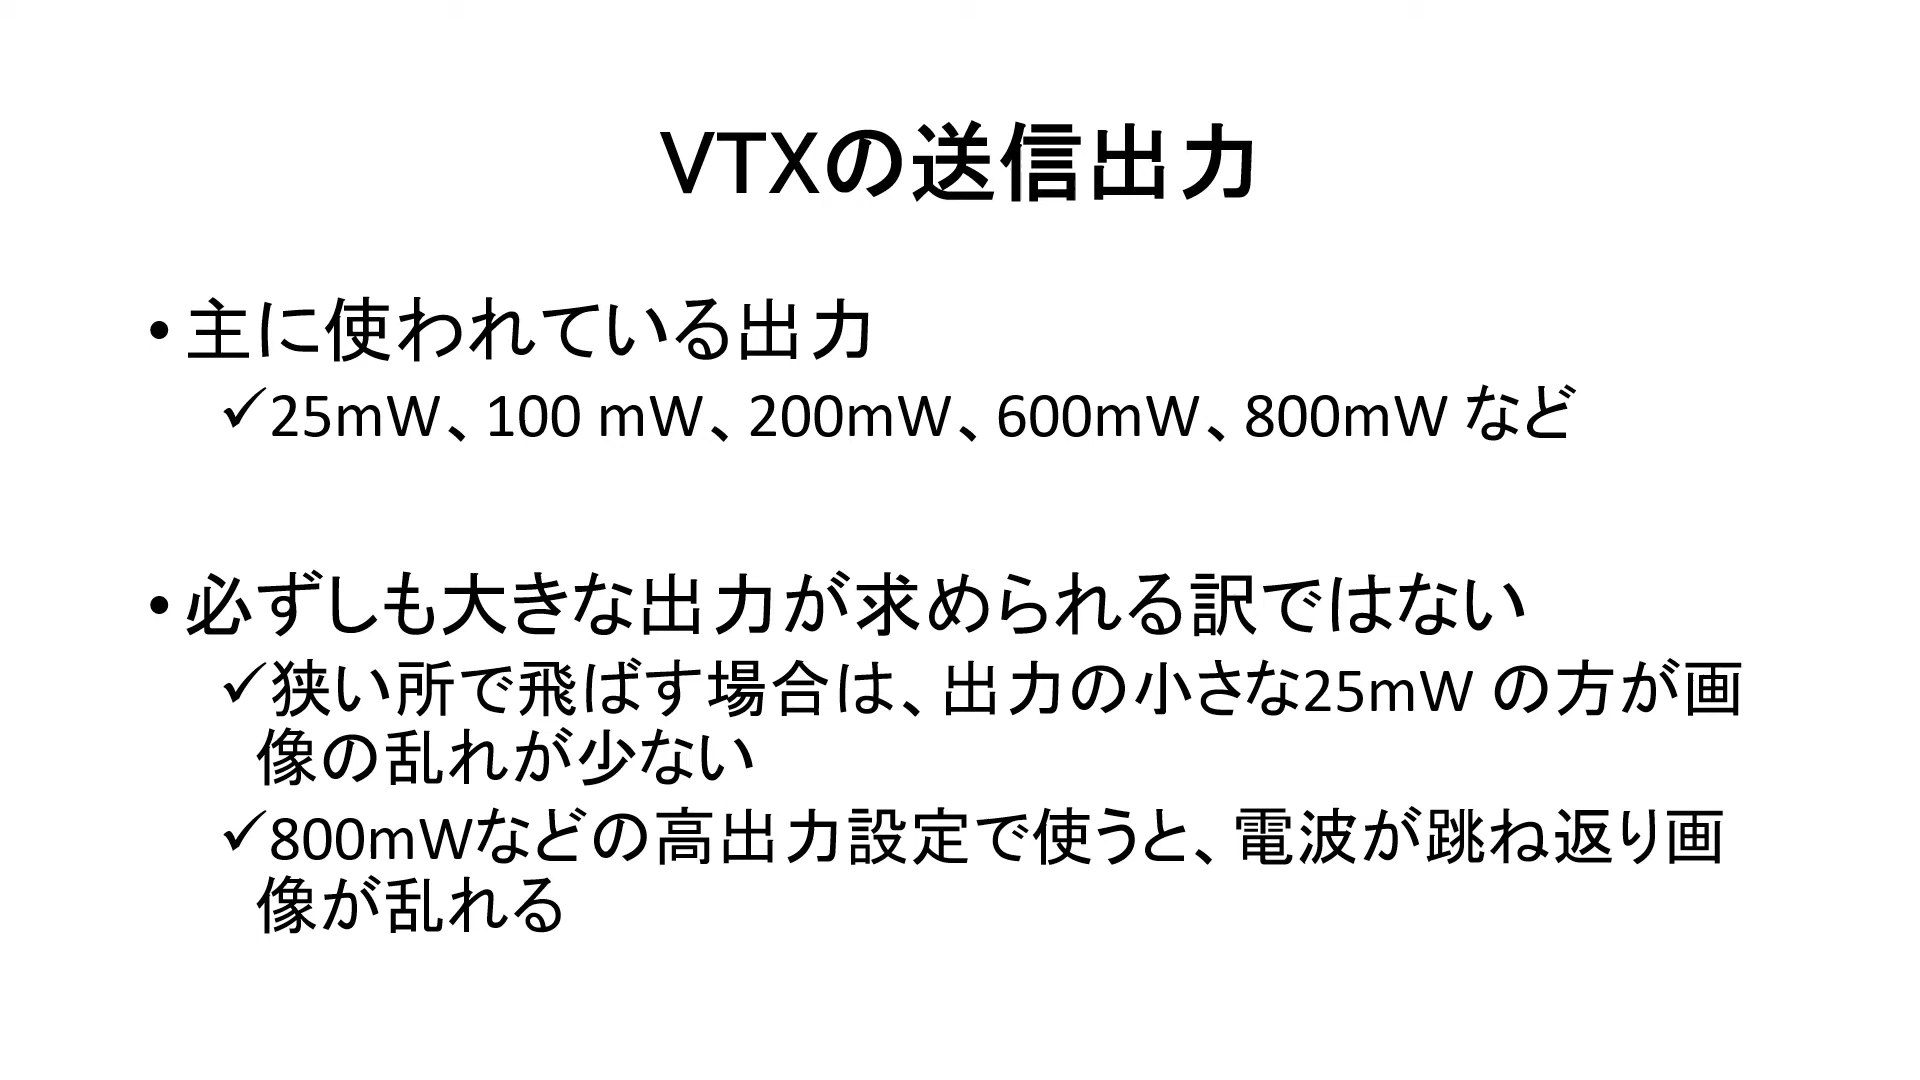 VTXの送信出力
• 主に使われている出力
✓25mW、100 mW、200mW、600mW、800mW など
• 必ずしも大きな出力が求められる訳ではない
✓狭い所で飛ばす場合は、出力の小さな25mW の方が画
像の乱れが少ない
✓800mWなどの高出力設定で使うと、電波が跳ね返り画
像が乱れる